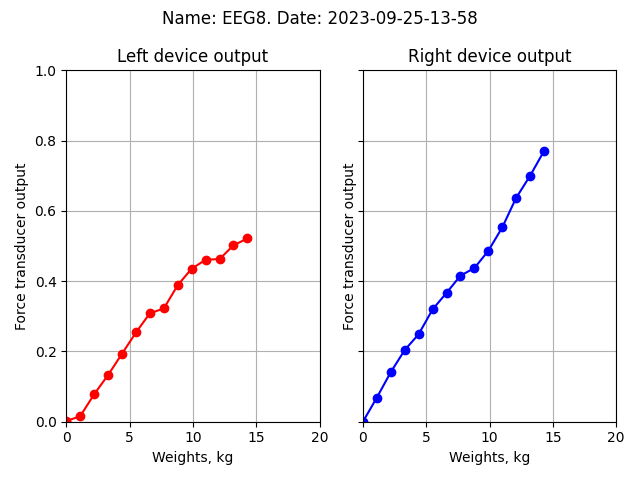 Name: EEG8. Date: 2023-09-25-13-58
Left device output
Right device output
1.0
0.8
0.6
0.4
0.2
0.0
Force transducer output
Force transducer output
0 5 10 15 20
0 5 10 15 20
Weights, kg
Weights, kg